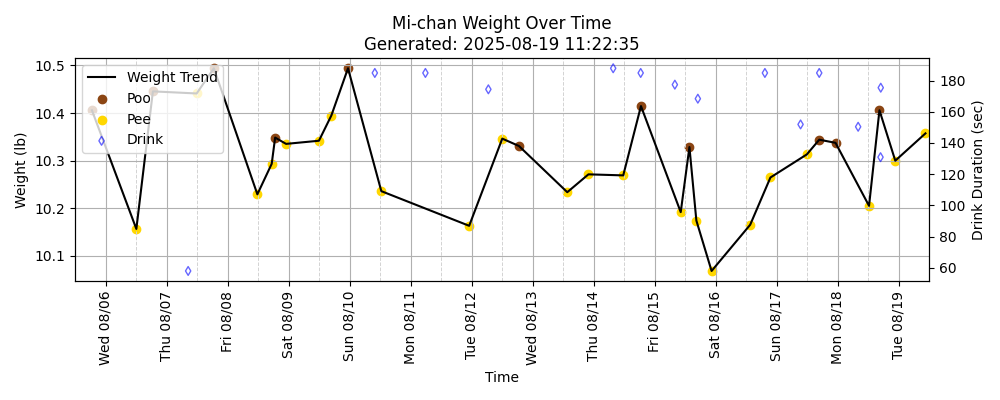 Mi-chan Weight Over Time
Generated: 2025-08-19 11:22:35
Weight Trend
Poo
Pee
Drink
Weight (lb)
10.5
10.4
10.3
10.2
10.1
180
160
140
120
100
80
60
Drink Duration (sec)
Wed 08/06
Thu 08/07
Fri 08/08
Sat 08/09
Sun 08/10
Mon 08/11
Tue 08/12
Wed 08/13
Thu 08/14
Fri 08/15
Sat 08/16
Sun 08/17
Mon 08/18
Tue 08/19
Time